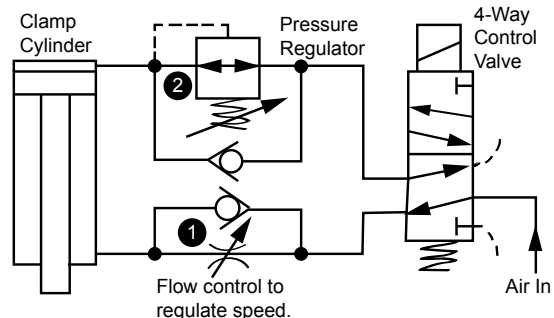 Clamp
Cylinder
Pressure
Regulator
4-Way
Control
Valve
2
1
Flow control to
regulate speed.
Air In